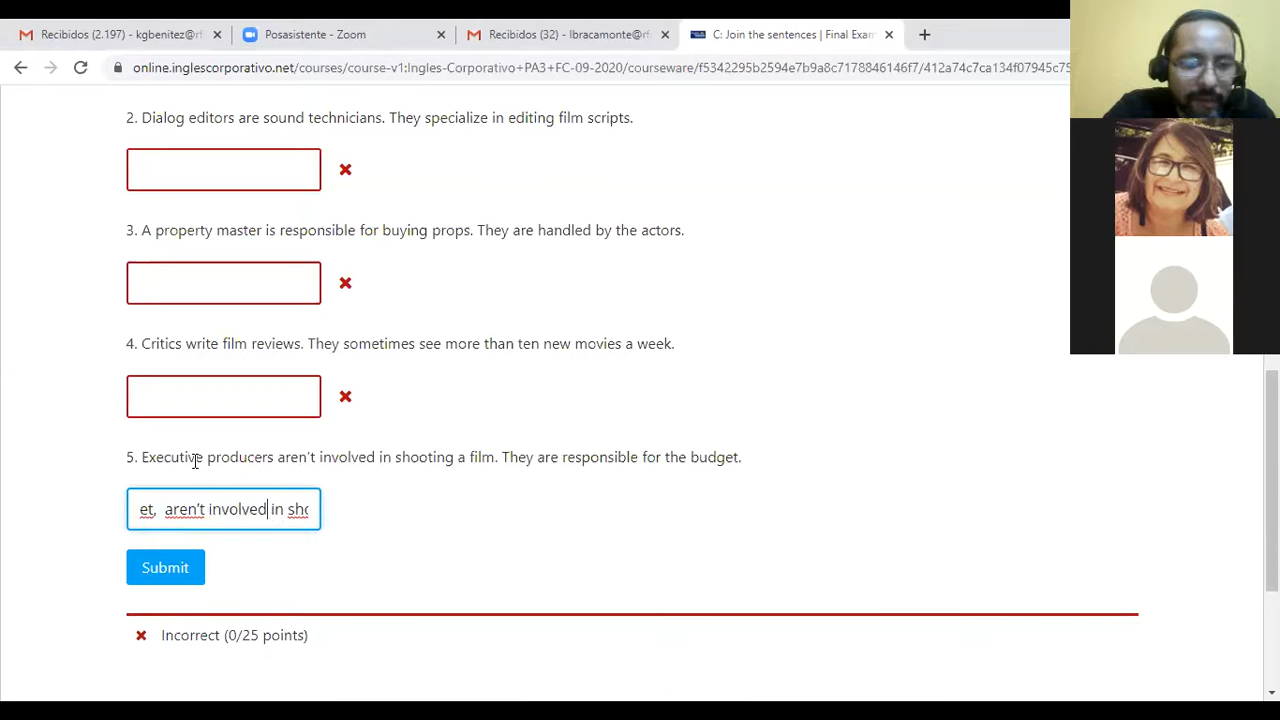 Recibidos (2.197) - kgbenitez@rf
Posasistente - Zoom
Recibidos (32) - lbracamonte@rf
C: Join the sentences | Final Exam
online.inglescorporativo.net/courses/course-v1:Ingles-Corporativo+PA3+FC-09-2020/courseware/f5342295b2594e7b9a8c7178846146f7/412a74c7ca134f07945c75
2. Dialog editors are sound technicians. They specialize in editing film scripts.
3. A property master is responsible for buying props. They are handled by the actors.
4. Critics write film reviews. They sometimes see more than ten new movies a week.
5. Executive producers aren't involved in shooting a film. They are responsible for the budget.
et,  aren't involved in sho
Submit
Incorrect (0/25 points)